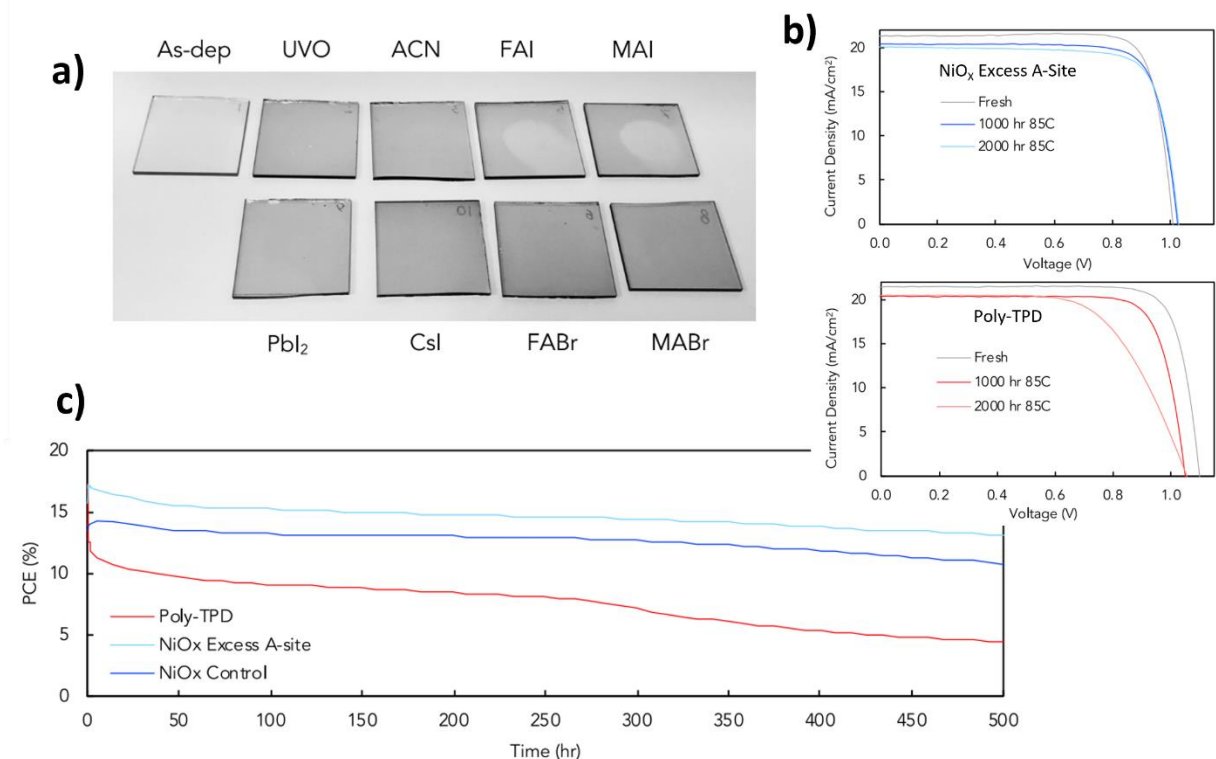 a)
As-dep UVO ACN FAI MAI
PbI₂ CsI FABr MABr
b)
Current Density (mA/cm²)
20
15
10
5
0
NiOₓ Excess A-Site
Fresh
1000 hr 85C
2000 hr 85C
0.0 0.2 0.4 0.6 0.8 1.0
Voltage (V)
Current Density (mA/cm²)
20
15
10
5
0
Poly-TPD
Fresh
1000 hr 85C
2000 hr 85C
0.0 0.2 0.4 0.6 0.8 1.0
Voltage (V)
c)
PCE (%)
20
15
10
5
0
Poly-TPD
NiOx Excess A-site
NiOx Control
0 50 100 150 200 250 300 350 400 450 500
Time (hr)